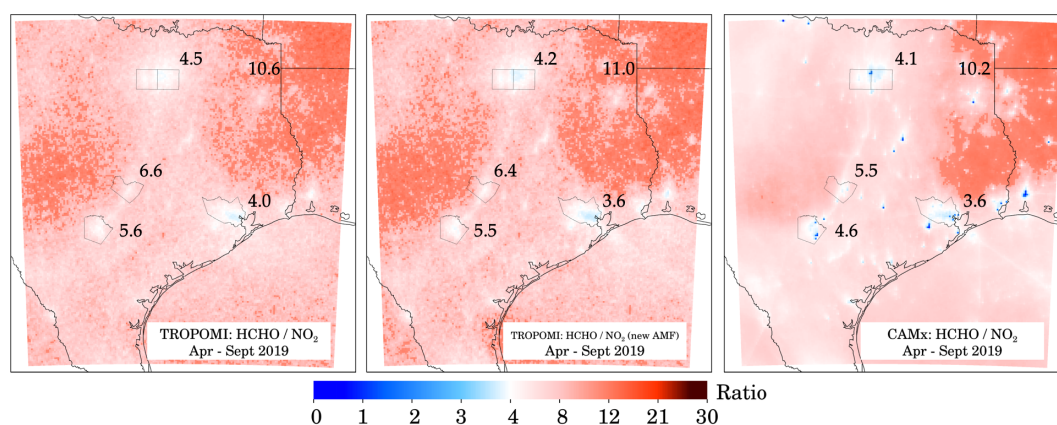 4.5
10.6
6.6
4.0
5.6
TROPOMI: HCHO / NO₂
Apr - Sept 2019
4.2
11.0
6.4
3.6
5.5
TROPOMI: HCHO / NO₂ (new AMF)
Apr - Sept 2019
4.1
10.2
5.5
3.6
4.6
CAMx: HCHO / NO₂
Apr - Sept 2019
Ratio
0 1 2 3 4 8 12 21 30